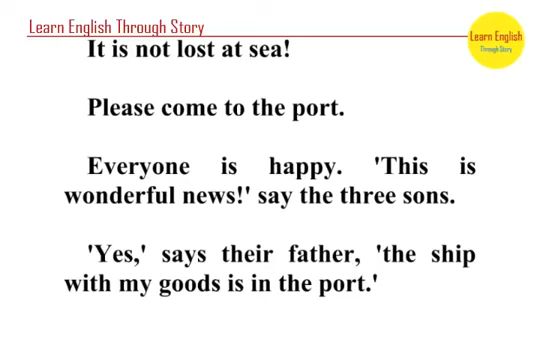 Learn English Through Story
Learn English
Through Story
It is not lost at sea!
Please come to the port.
Everyone is happy. 'This is
wonderful news!' say the three sons.
'Yes,' says their father, 'the ship
with my goods is in the port.'